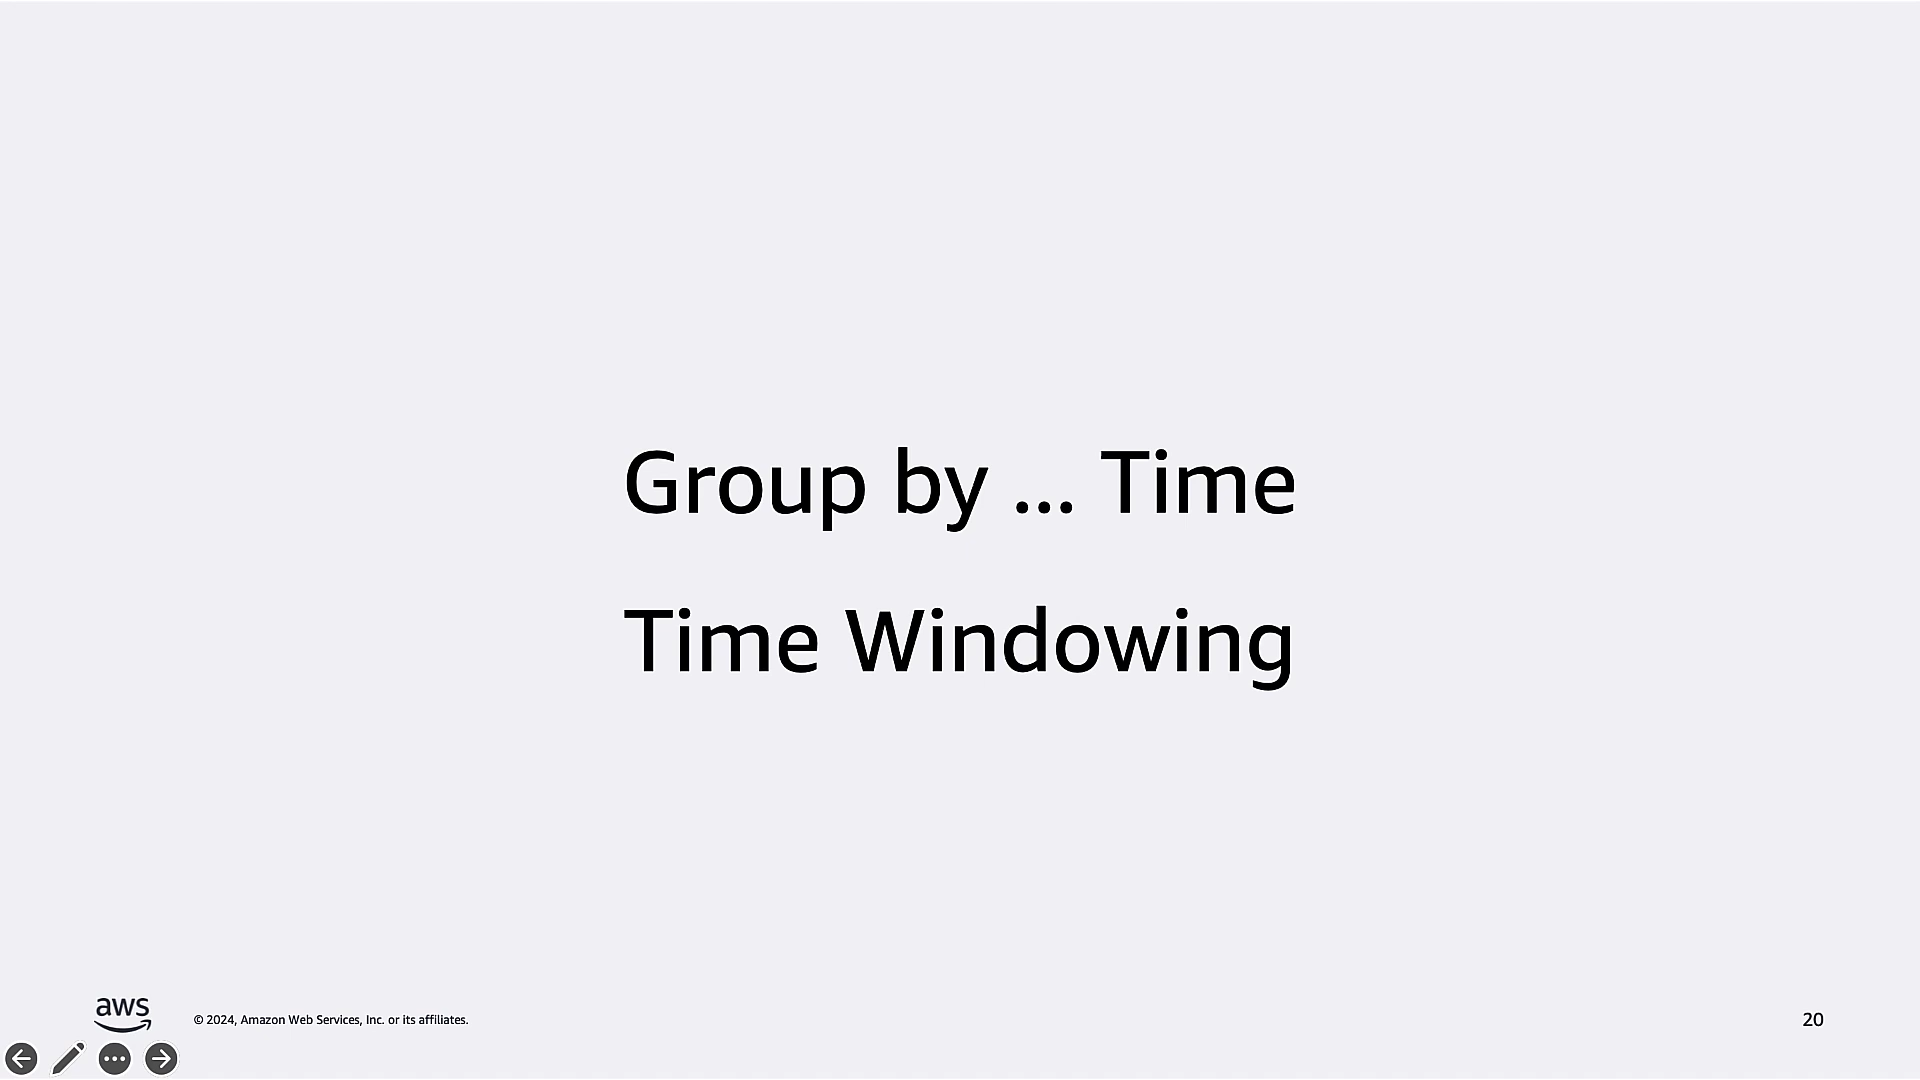 Group by ... Time
Time Windowing
aws
© 2024, Amazon Web Services, Inc. or its affiliates.
20